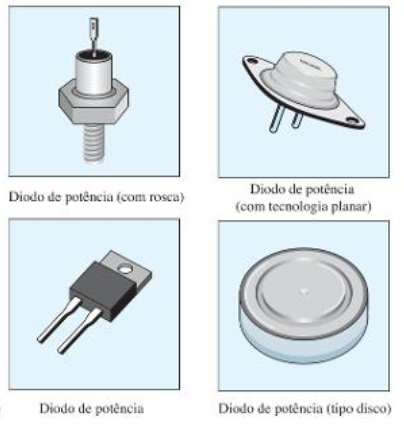 Diodo de potência (com rosca)
Diodo de potência
(com tecnologia planar)
Diodo de potência
Diodo de potência (tipo disco)